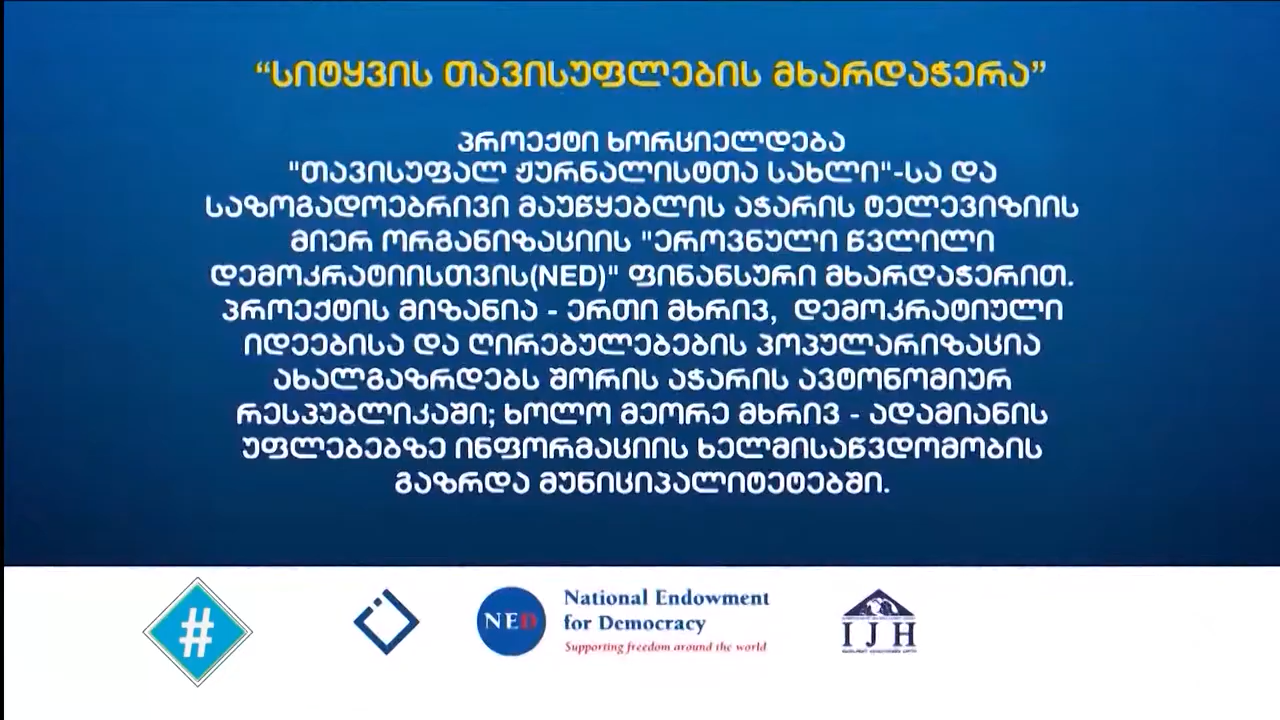 “სიტყვის თავისუფლების მხარდაჭერა”
პროექტი ხორციელდება
"თავისუფალ ჟურნალისტთა სახლი"-სა და
საზოგადოებრივი მაუწყებლის აჭარის ტელევიზიის
მიერ ორგანიზაციის "ეროვნული წვლილი
დემოკრატიისთვის(NED)" ფინანსური მხარდაჭერით.
პროექტის მიზანია - ერთი მხრივ, დემოკრატიული
იდეებისა და ღირებულებების პოპულარიზაცია
ახალგაზრდებს შორის აჭარის ავტონომიურ
რესპუბლიკაში; ხოლო მეორე მხრივ - ადამიანის
უფლებებზე ინფორმაციის ხელმისაწვდომობის
გაზრდა მუნიციპალიტეტებში.
#
NED
National Endowment
for Democracy
Supporting freedom around the world
IJH